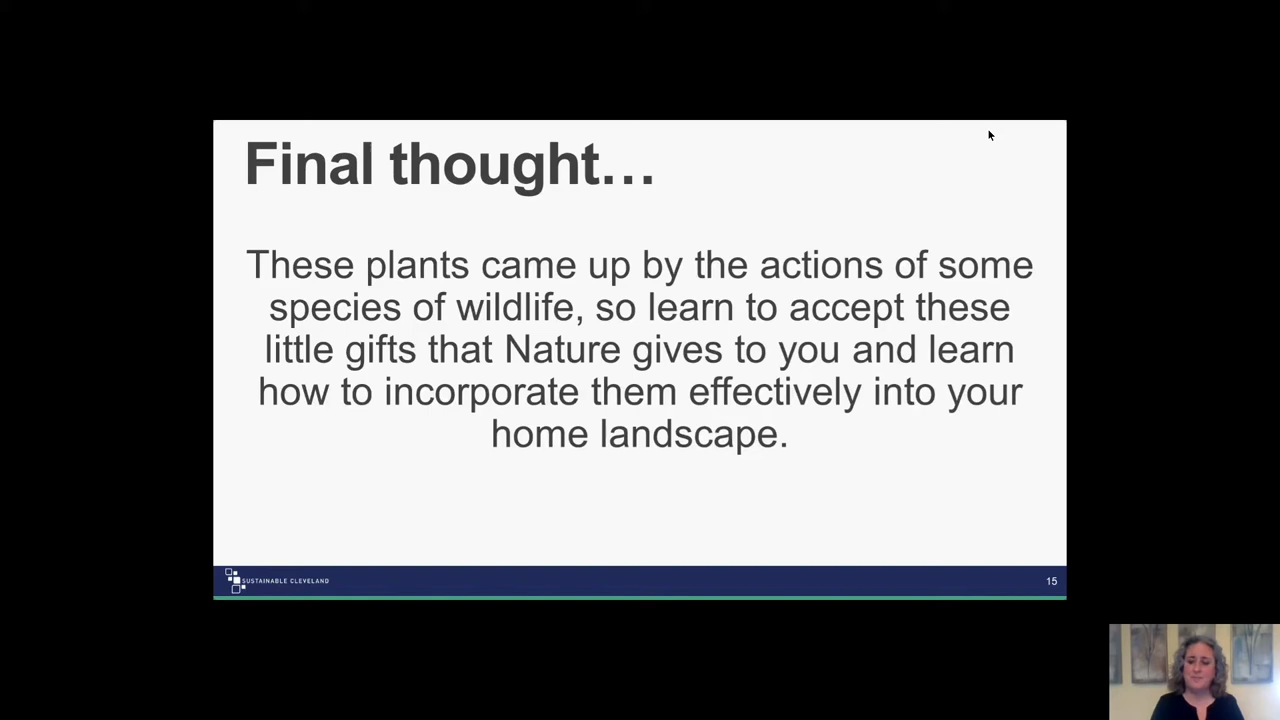 Final thought…
These plants came up by the actions of some
species of wildlife, so learn to accept these
little gifts that Nature gives to you and learn
how to incorporate them effectively into your
home landscape.
SUSTAINABLE CLEVELAND
15